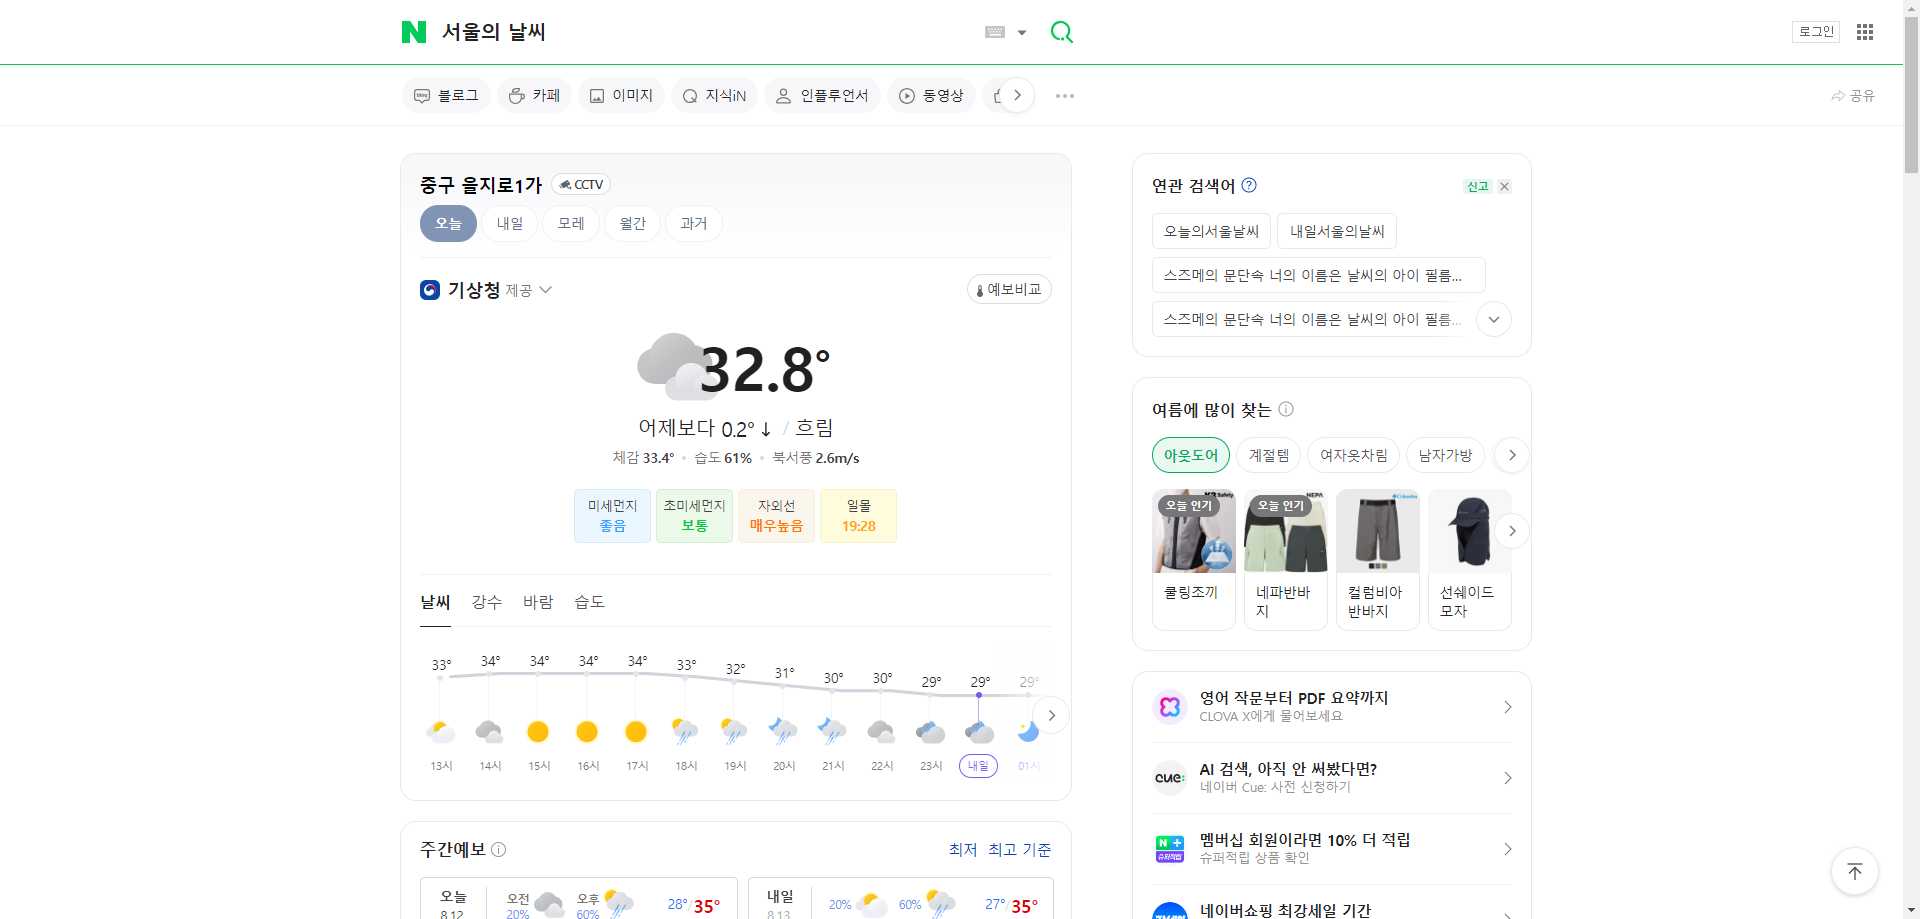 서울의 날씨
로그인
블로그
카페
이미지
지식iN
인플루언서
동영상
공유
중구 을지로1가
CCTV
오늘
내일
모레
월간
과거
기상청 제공
예보비교
32.8°
어제보다 0.2°↓ / 흐림
체감 33.4° • 습도 61% • 북서풍 2.6m/s
미세먼지
좋음
초미세먼지
보통
자외선
매우높음
일몰
19:28
날씨
강수
바람
습도
33° 34° 34° 34° 34° 33° 32° 31° 30° 30° 29° 29° 29°
13시 14시 15시 16시 17시 18시 19시 20시 21시 22시 23시 내일 01시
주간예보
최저
최고 기준
오늘
8.12
오전
20%
오후
60%
28° 35°
내일
8.13
20%
60%
27° 35°
연관 검색어
신고
오늘의서울날씨
내일서울의날씨
스즈메의 문단속 너의 이름은 날씨의 아이 필름...
스즈메의 문단속 너의 이름은 날씨의 아이 필름...
여름에 많이 찾는
아웃도어
계절템
여자옷차림
남자가방
오늘 인기
오늘 인기
NEPA
Columbia
쿨링조끼
네파반바
지
컬럼비아
반바지
선쉐이드
모자
영어 작문부터 PDF 요약까지
CLOVA X에게 물어보세요
cue:
AI 검색, 아직 안 써봤다면?
네이버 Cue: 사전 신청하기
N +
슈퍼적립
멤버십 회원이라면 10% 더 적립
슈퍼적립 상품 확인
네이버쇼핑 최강세일 기간